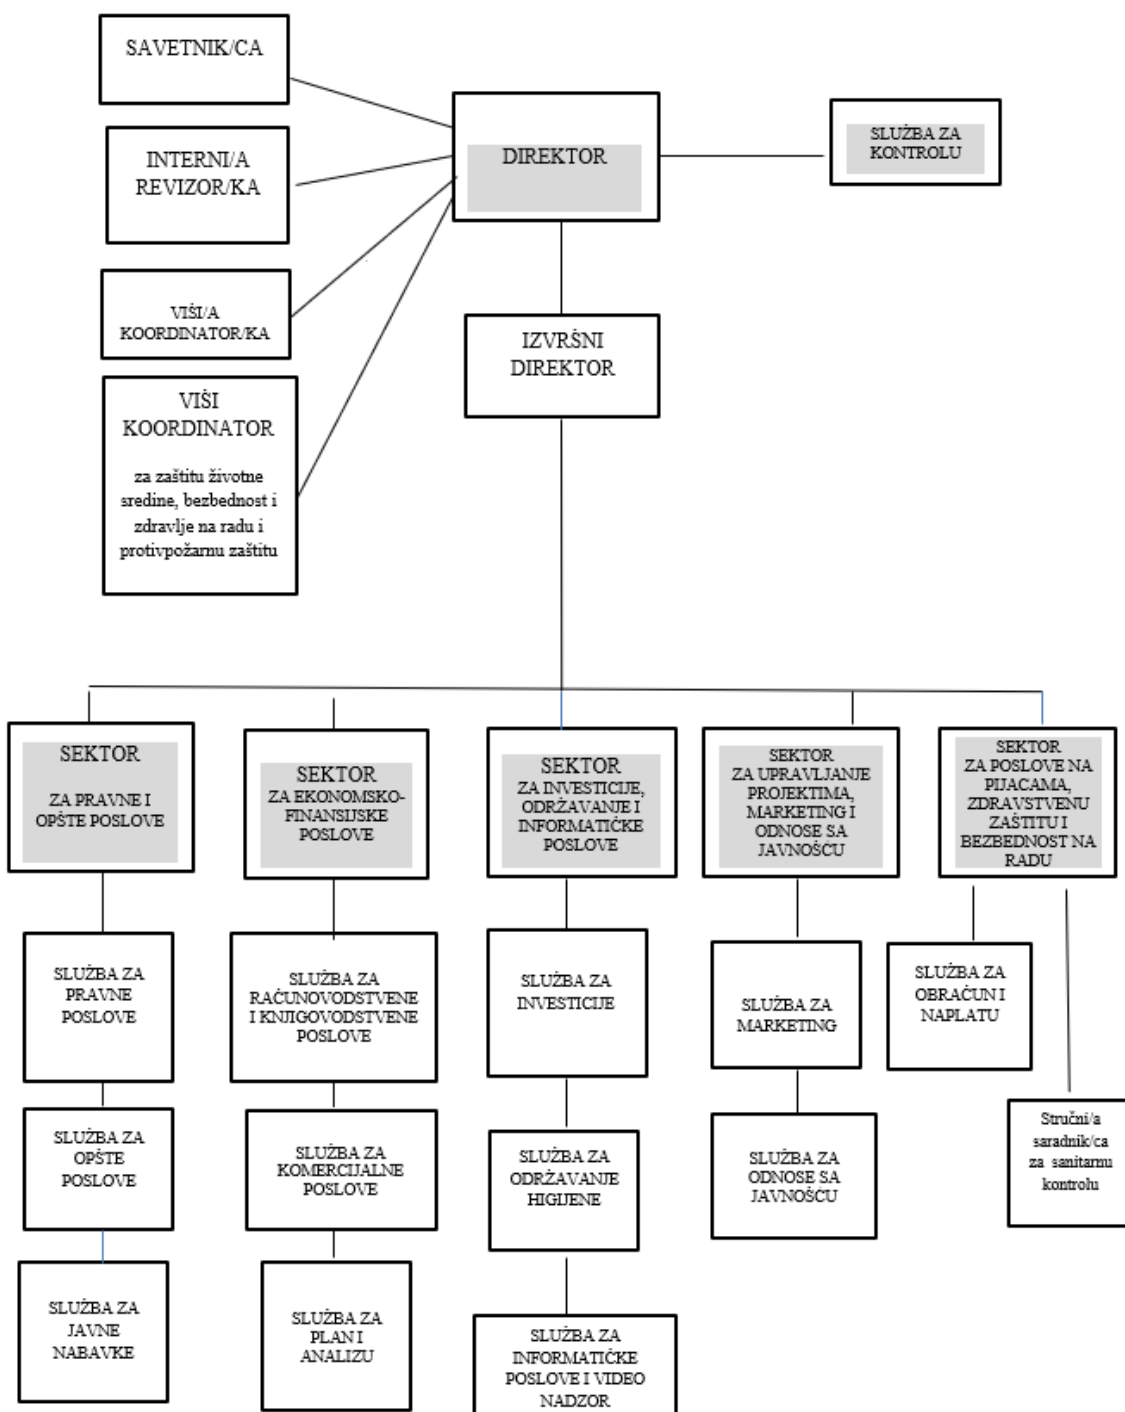 SAVETNIK/CA
INTERNI/A
REVIZOR/KA
VIŠI/A
KOORDINATOR/KA
VIŠI
KOORDINATOR
za zaštitu životne
sredine, bezbednost i
zdravlje na radu i
protivpožarnu zaštitu
DIREKTOR
SLUŽBA ZA
KONTROLU
IZVRŠNI
DIREKTOR
SEKTOR
ZA PRAVNE I
OPŠTE POSLOVE
SLUŽBA ZA
PRAVNE
POSLOVE
SLUŽBA ZA
OPŠTE
POSLOVE
SLUŽBA ZA
JAVNE
NABAVKE
SEKTOR
ZA EKONOMSKO-
FINANSIJSKE
POSLOVE
SLUŽBA ZA
RAČUNOVODSTVENE
I KNJIGOVODSTVENE
POSLOVE
SLUŽBA ZA
KOMERCIJALNE
POSLOVE
SLUŽBA ZA
PLAN I
ANALIZU
SEKTOR
ZA INVESTICIJE,
ODRŽAVANJE I
INFORMATIČKE
POSLOVE
SLUŽBA ZA
INVESTICIJE
SLUŽBA ZA
ODRŽAVANJE
HIGIJENE
SLUŽBA ZA
INFORMATIČKE
POSLOVE I VIDEO
NADZOR
SEKTOR
ZA UPRAVLJANJE
PROJEKTIMA,
MARKETING I
ODNOSE SA
JAVNOŠĆU
SLUŽBA ZA
MARKETING
SLUŽBA ZA
ODNOSE SA
JAVNOŠĆU
SEKTOR
ZA POSLOVE NA
PIJACAMA,
ZDRAVSTVENU
ZAŠTITU I
BEZBEDNOST NA
RADU
SLUŽBA ZA
OBRAČUN I
NAPLATU
Stručni/a
saradnik/ca
za sanitarnu
kontrolu